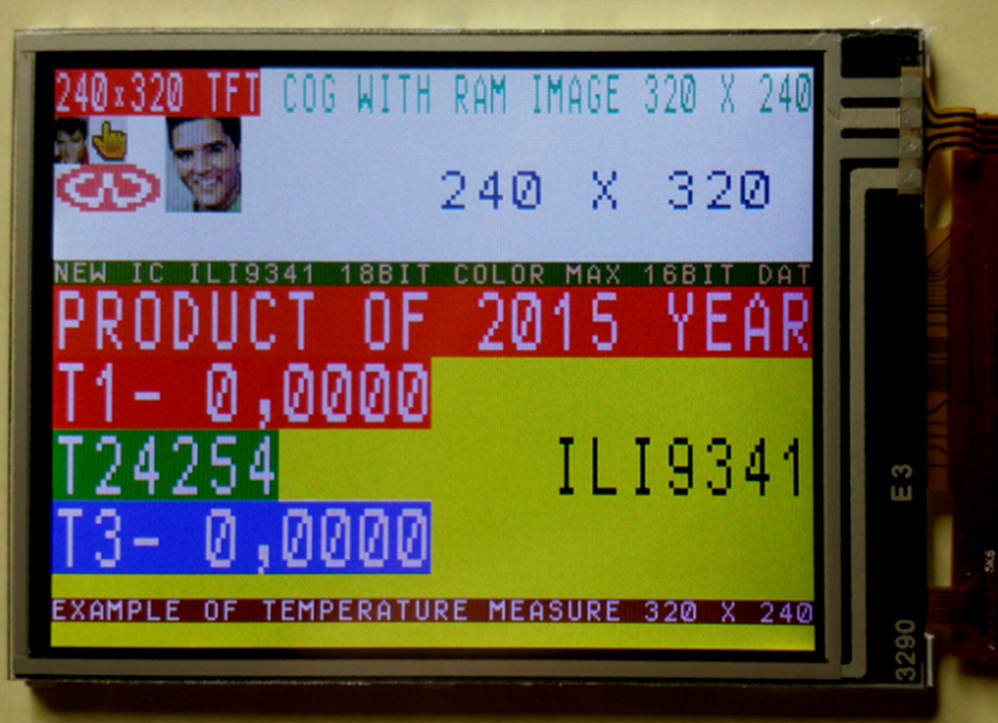 240x320 TFT COG WITH RAM IMAGE 320 X 240
240 X 320
NEW IC ILI9341 18BIT COLOR MAX 16BIT DAT
PRODUCT OF 2015 YEAR
T1- 0,0000
T24254 ILI9341
T3- 0,0000
EXAMPLE OF TEMPERATURE MEASURE 320 X 240
E3
3290